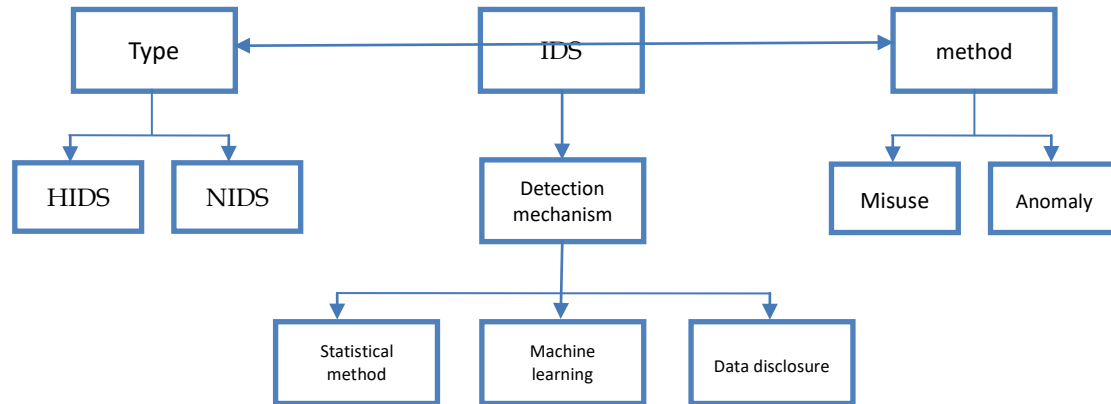 Type
IDS
method
HIDS
NIDS
Detection
mechanism
Misuse
Anomaly
Statistical
method
Machine
learning
Data disclosure